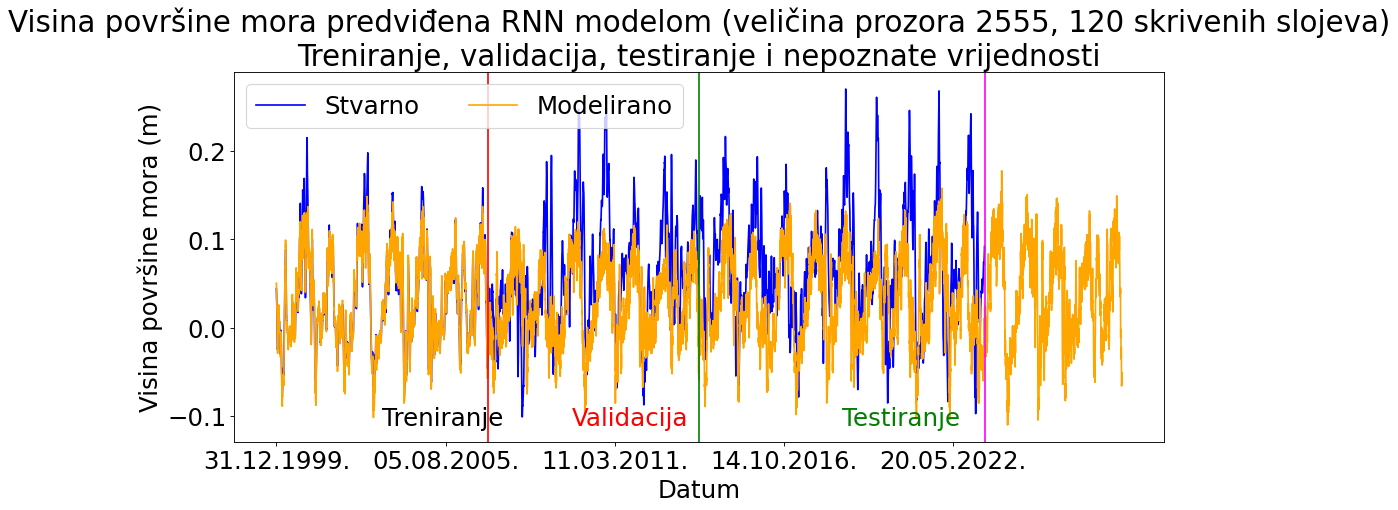 Visina površine mora predviđena RNN modelom (veličina prozora 2555, 120 skrivenih slojeva)
Treniranje, validacija, testiranje i nepoznate vrijednosti
Stvarno Modelirano
Visina površine mora (m)
0.2
0.1
0.0
−0.1
Treniranje Validacija Testiranje
31.12.1999. 05.08.2005. 11.03.2011. 14.10.2016. 20.05.2022.
Datum